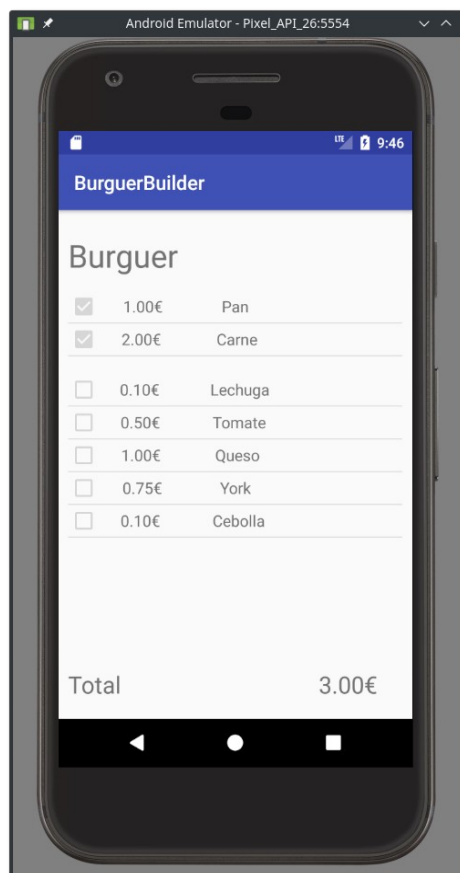 Android Emulator - Pixel_API_26:5554
LTE 9:46
BurguerBuilder
Burguer
1.00€ Pan
2.00€ Carne
0.10€ Lechuga
0.50€ Tomate
1.00€ Queso
0.75€ York
0.10€ Cebolla
Total 3.00€